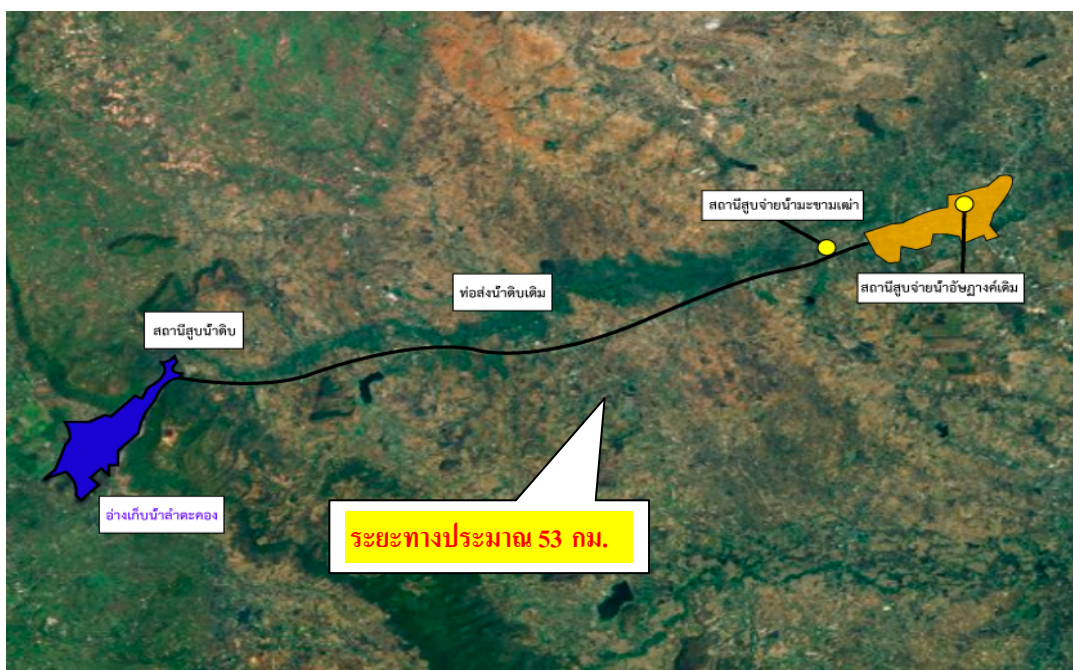 สถานีสูบจ่ายน้ำมะขามเฒ่า
สถานีสูบจ่ายน้ำอัษฎางค์เดิม
ท่อส่งน้ำดิบเดิม
สถานีสูบน้ำดิบ
อ่างเก็บน้ำลำตะคอง
ระยะทางประมาณ 53 กม.